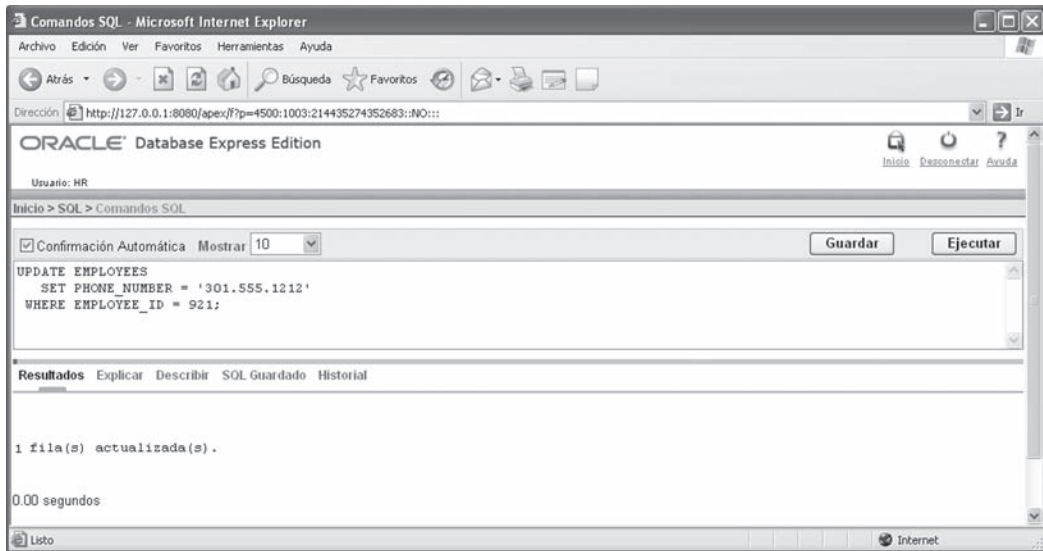 Comandos SQL - Microsoft Internet Explorer
Archivo Edición Ver Favoritos Herramientas Ayuda
Atrás Búsqueda Favoritos
Dirección http://127.0.0.1:8080/apex/f?p=4500:1003:214435274352683::NO::: Ir
ORACLE Database Express Edition
Inicio Desconectar Ayuda
Usuario: HR
Inicio > SQL > Comandos SQL
Confirmación Automática Mostrar 10 Guardar Ejecutar
UPDATE EMPLOYEES
SET PHONE_NUMBER = '301.555.1212'
WHERE EMPLOYEE_ID = 921;
Resultados Explicar Describir SQL Guardado Historial
1 fila(s) actualizada(s).
0.00 segundos
Listo Internet